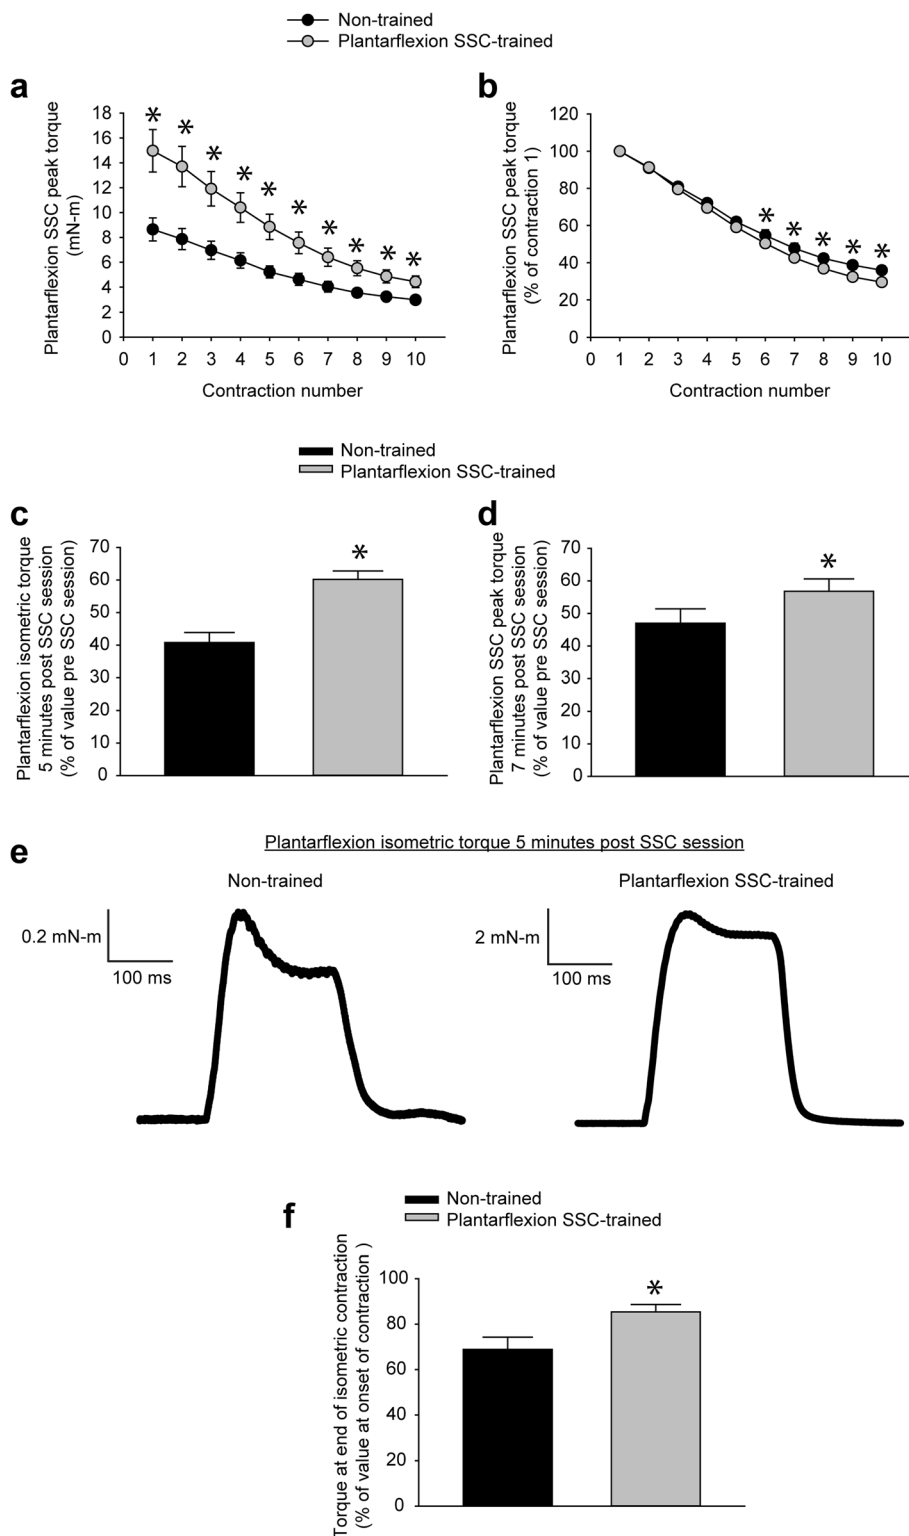 Non-trained
Plantarflexion SSC-trained
a
Plantarflexion SSC peak torque
(mN-m)
18
16
14
12
10
8
6
4
2
0
0 1 2 3 4 5 6 7 8 9 10
Contraction number
* * * * * * * * * *
b
Plantarflexion SSC peak torque
(% of contraction 1)
120
100
80
60
40
20
0
0 1 2 3 4 5 6 7 8 9 10
Contraction number
* * * * *
Non-trained
Plantarflexion SSC-trained
c
Plantarflexion isometric torque
5 minutes post SSC session
(% of value pre SSC session)
70
60
50
40
30
20
10
0
*
d
Plantarflexion SSC peak torque
7 minutes post SSC session
(% of value pre SSC session)
70
60
50
40
30
20
10
0
*
e
Plantarflexion isometric torque 5 minutes post SSC session
Non-trained
0.2 mN-m
100 ms
Plantarflexion SSC-trained
2 mN-m
100 ms
Non-trained
Plantarflexion SSC-trained
f
Torque at end of isometric contraction
(% of value at onset of contraction )
100
80
60
40
20
0
*